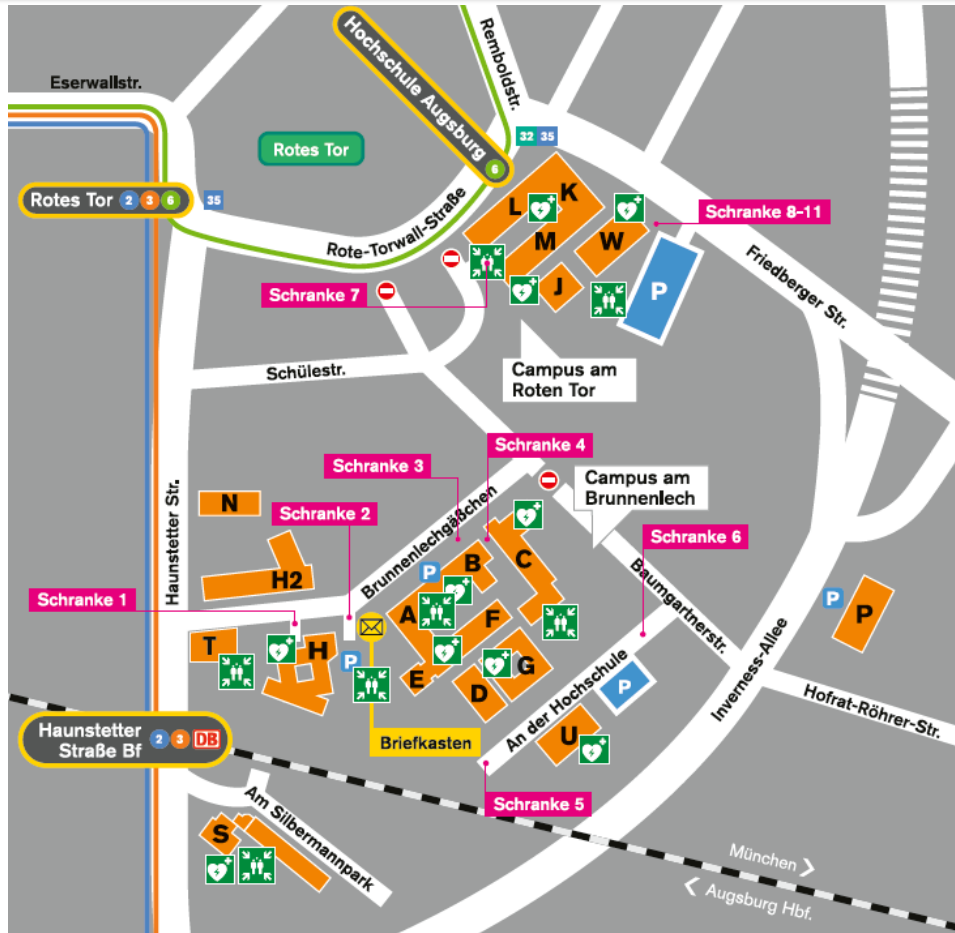 Eserwallstr.
Hochschule Augsburg 6
Remboldstr.
32 35
Rotes Tor
Rotes Tor 2 3 6
35
Rote-Torwall-Straße
L
K
M
W
J
P
Schranke 8-11
Schranke 7
Friedberger Str.
Schülestr.
Campus am
Roten Tor
Haunstetter Str.
Schranke 4
Schranke 3
Campus am
Brunnenlech
N
Schranke 2
Brunnenlechgäßchen
Schranke 6
H2
B
C
P
Baumgartnerstr.
Schranke 1
A
F
P
P
T
H
P
E
G
D
An der Hochschule
P
Inverness-Allee
Hofrat-Röhrer-Str.
Haunstetter
Straße Bf 2 3 DB
Briefkasten
U
Schranke 5
Am Silbermannpark
S
München
Augsburg Hbf.